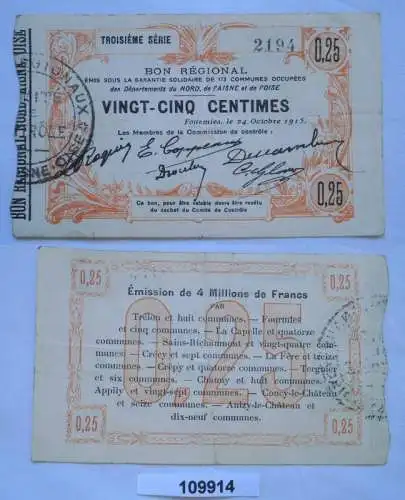 TROISIÈME SÉRIE
2194
0,25
BON RÉGIONAL
ÉMIS SOUS LA GARANTIE SOLIDAIRE DE 173 COMMUNES OCCUPÉES
des Départements du NORD, de l'AISNE et de l'OISE
VINGT-CINQ CENTIMES
Fourmies, le 24 Octobre 1915.
Les Membres de la Commission de contrôle :
E. Coppeaux
0,25
Ce bon, pour être valable devra être revêtu
du cachet du Comité de Contrôle
BON RÉGIONAL NORD, AISNE, OISE
0,25
0,25
Émission de 4 Millions de Francs
PAR
0,25
Trélon et huit communes. — Fourmies
et cinq communes. — La Capelle et quatorze
communes. — Sains-Richaumont et vingt-quatre com-
munes. — Crécy et sept communes. — La Fère et treize
communes. — Crépy et quatorze communes. — Tergnier
et six communes. — Chauny et huit communes. —
Appily et vingt-sept communes. — Coucy-le-Château
et seize communes. — Anizy-le-Château et
dix-neuf communes.
0,25
0,25
109914